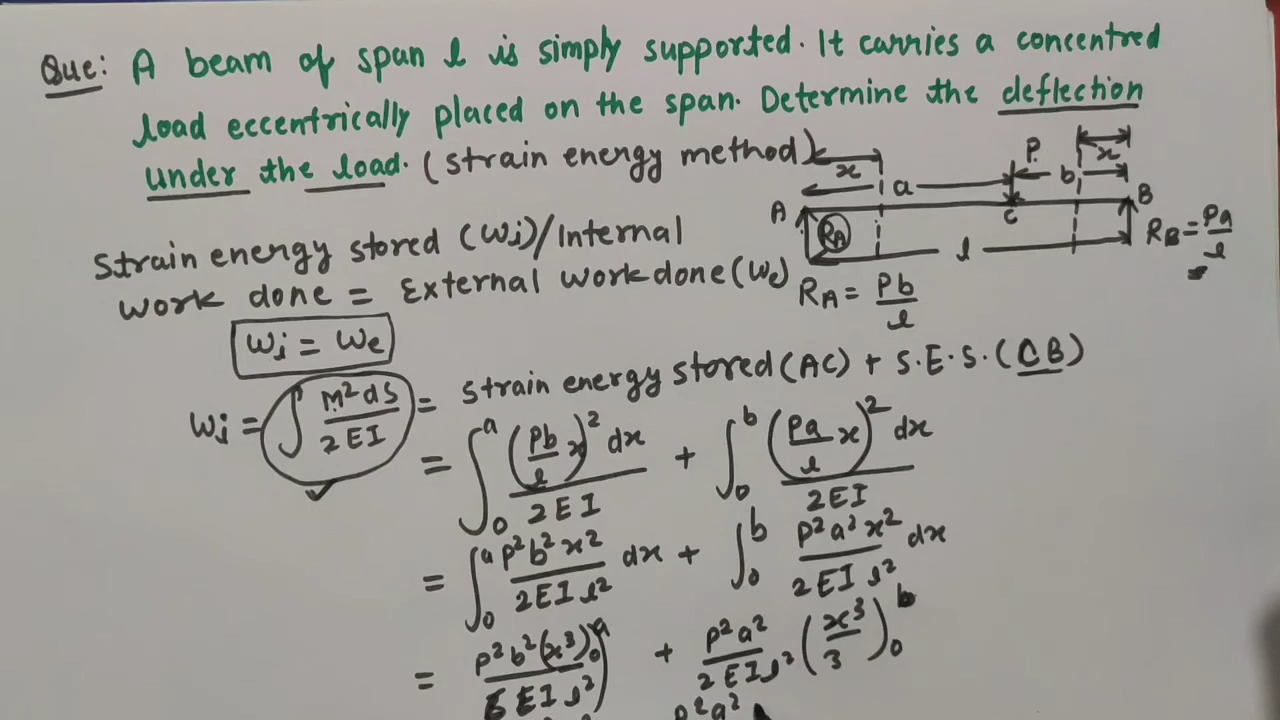 Que: A beam of span l is simply supported. It carries a concentred
load eccentrically placed on the span. Determine the deflection
under the load. (strain energy method)
x a P b x
A RA C B
l
RA = Pb/l
RB = Pa/l
Strain energy stored (Wi)/Internal
work done = External workdone (We)
Wi = We
Wi = ∫ M²ds/2EI = strain energy stored (AC) + S.E.S. (CB)
= ∫₀ᵃ (Pb/l x)² dx/2EI + ∫₀ᵇ (Pa/l x)² dx/2EI
= ∫₀ᵃ P²b²x²/2EIl² dx + ∫₀ᵇ P²a²x²/2EIl² dx
= P²b²(x³)₀ᵃ/6EIl² + P²a²/2EIl² (x³/3)₀ᵇ
P²a²